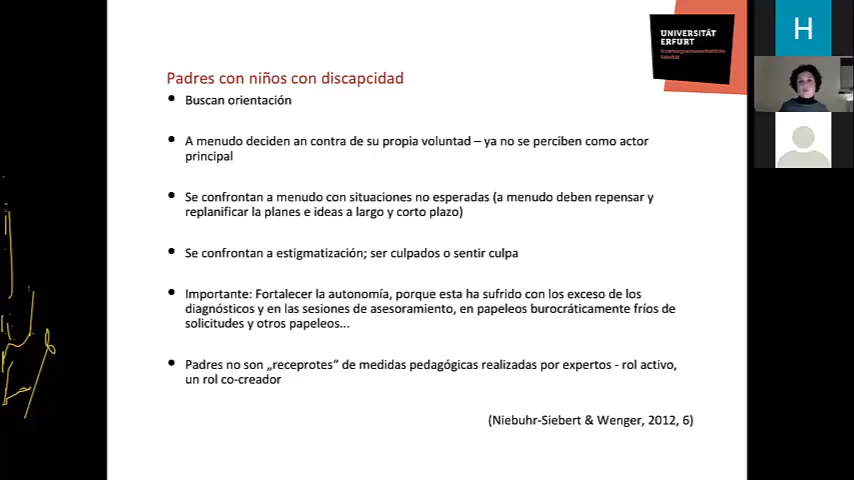 UNIVERSITÄT
ERFURT
Erziehungswissenschaftliche
Fakultät
H
Padres con niños con discapcidad
• Buscan orientación
• A menudo deciden an contra de su propia voluntad – ya no se perciben como actor
principal
• Se confrontan a menudo con situaciones no esperadas (a menudo deben repensar y
replanificar la planes e ideas a largo y corto plazo)
• Se confrontan a estigmatización; ser culpados o sentir culpa
• Importante: Fortalecer la autonomía, porque esta ha sufrido con los exceso de los
diagnósticos y en las sesiones de asesoramiento, en papeleos burocráticamente fríos de
solicitudes y otros papeleos...
• Padres no son „receprotes“ de medidas pedagógicas realizadas por expertos - rol activo,
un rol co-creador
(Niebuhr-Siebert & Wenger, 2012, 6)